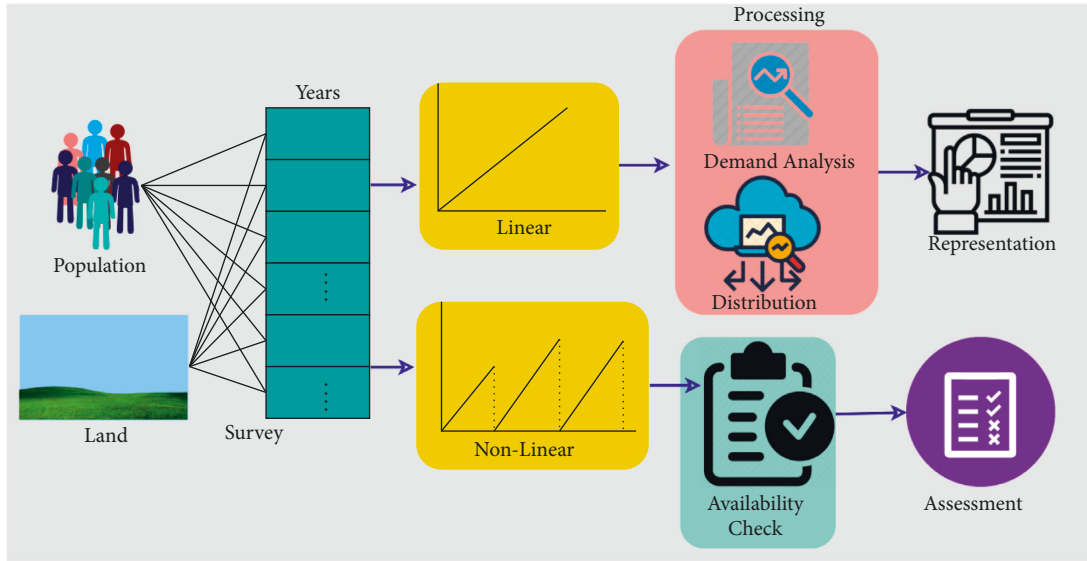 Processing
Years
Demand Analysis
Linear
Population
Representation
Distribution
Land
Survey
Non-Linear
Availability
Check
Assessment